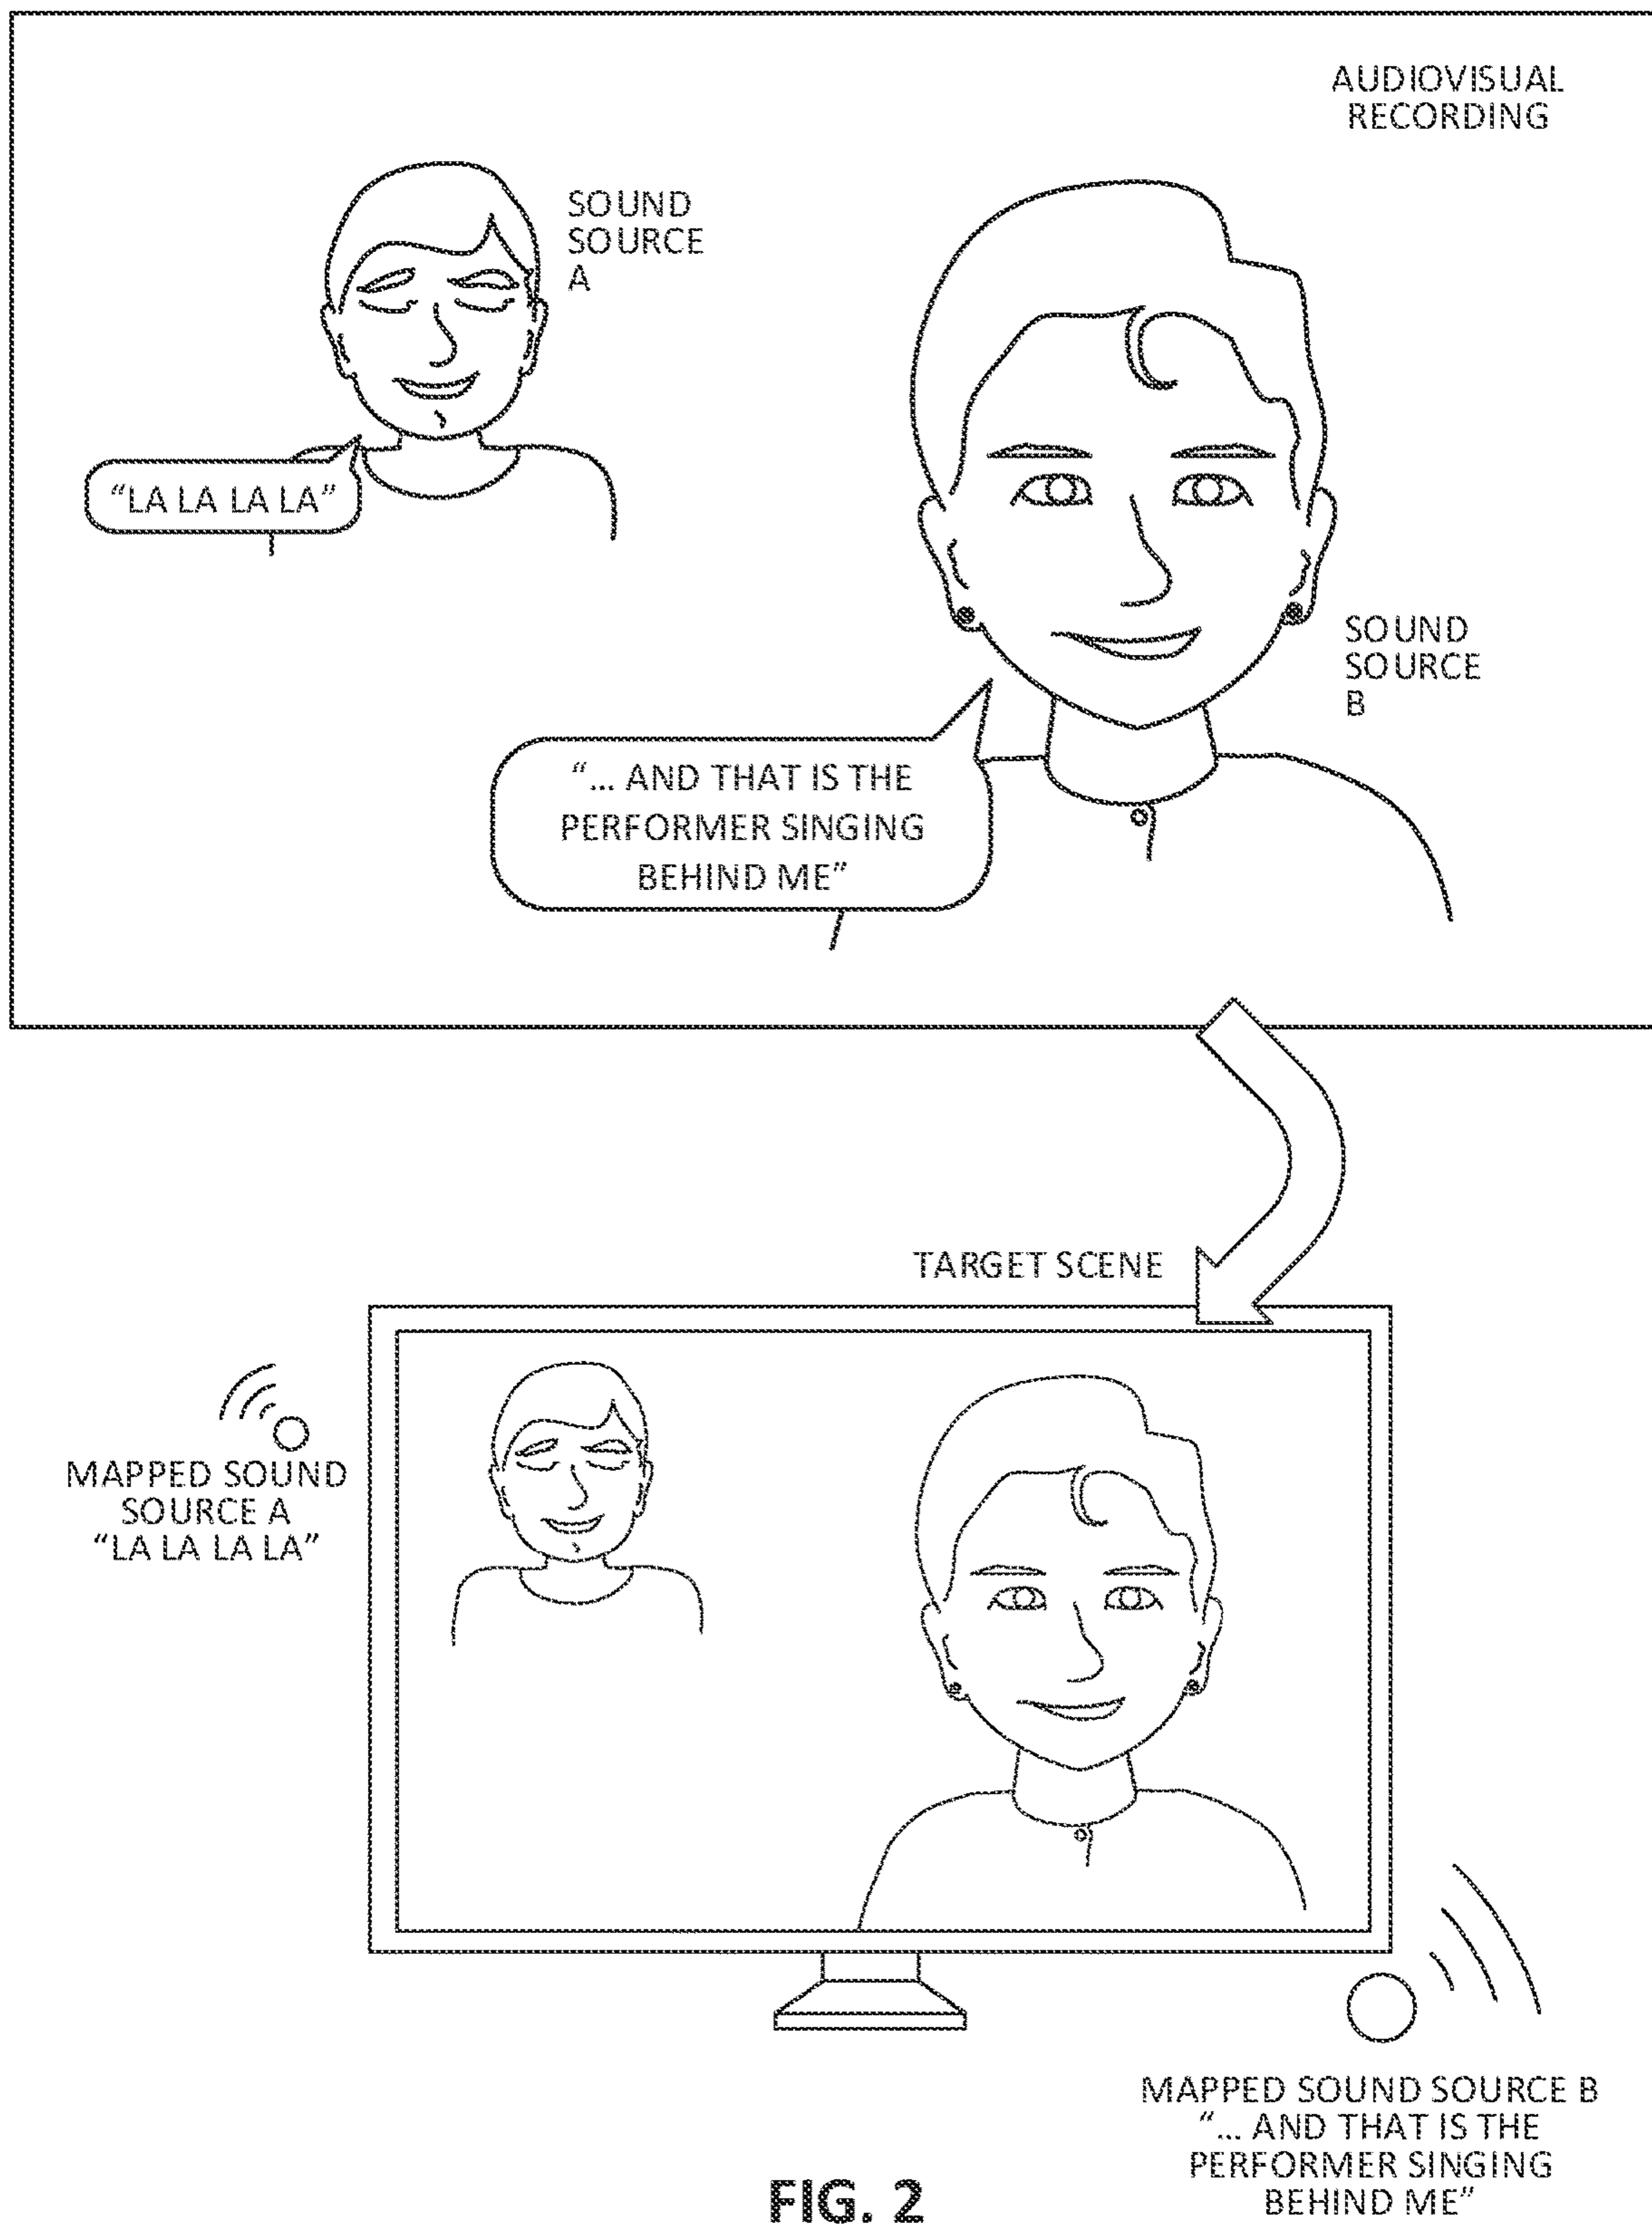 AUDIOVISUAL
RECORDING
SOUND
SOURCE
A
“LA LA LA LA”
SOUND
SOURCE
B
“... AND THAT IS THE
PERFORMER SINGING
BEHIND ME”
TARGET SCENE
MAPPED SOUND
SOURCE A
“LA LA LA LA”
MAPPED SOUND SOURCE B
“... AND THAT IS THE
PERFORMER SINGING
BEHIND ME”
FIG. 2